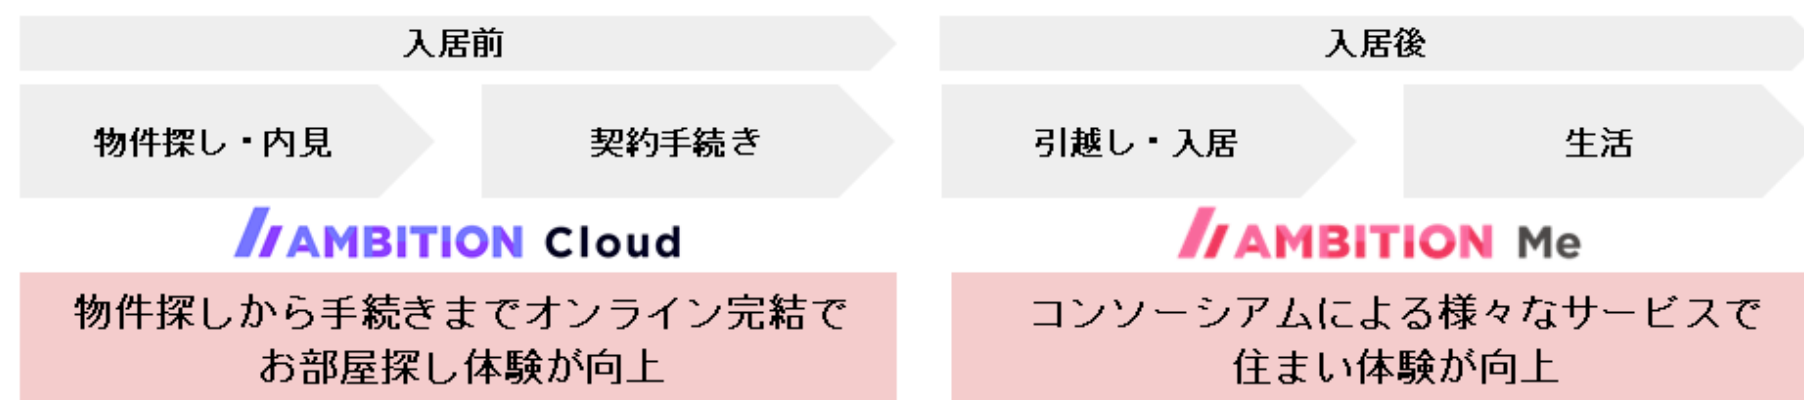 入居前
入居後
物件探し・内見
契約手続き
引越し・入居
生活
AMBITION Cloud
AMBITION Me
物件探しから手続きまでオンライン完結で
お部屋探し体験が向上
コンソーシアムによる様々なサービスで
住まい体験が向上